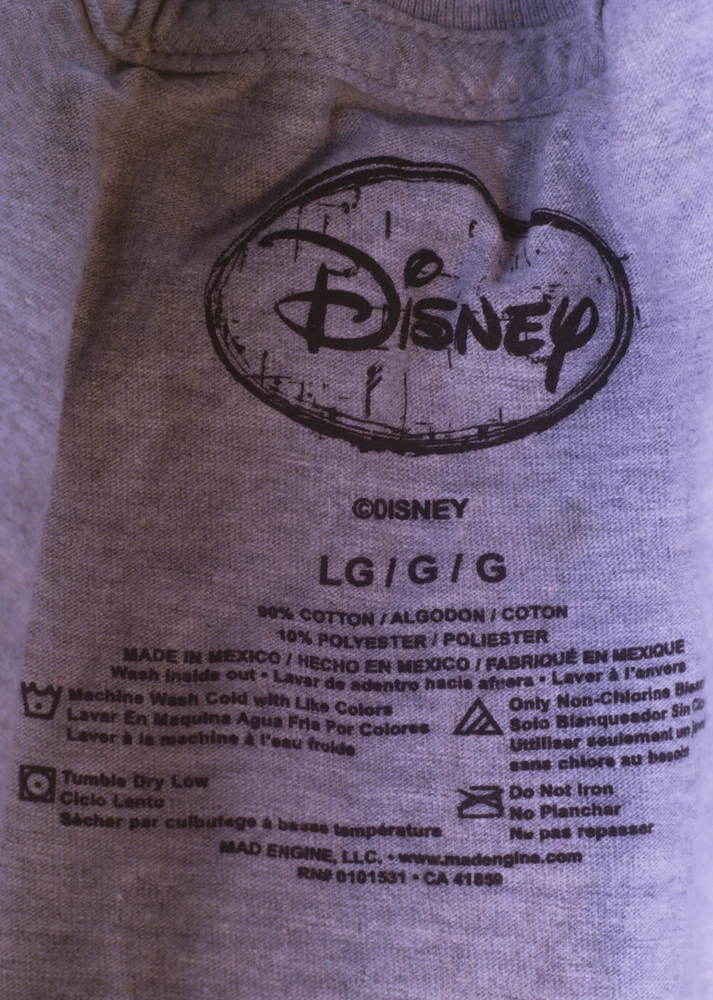 Disney
©DISNEY
LG / G / G
90% COTTON / ALGODON / COTON
10% POLYESTER / POLIESTER
MADE IN MEXICO / HECHO EN MEXICO / FABRIQUÉ EN MEXIQUE
Wash inside out • Lavar de adentro hacia afuera • Laver à l'envers
Machine Wash Cold with Like Colors
Lavar En Maquina Agua Fria Por Colores
Laver à la machine à l'eau froide
Only Non-Chlorine
Solo Blanqueador Sin
Utiliser seulement un
sans chlore au besoin
Tumble Dry Low
Ciclo Lento
Sècher par culbutage à basse température
Do Not Iron
No Planchar
Ne pas repasser
MAD ENGINE, LLC. • www.madengine.com
RN# 0101531 • CA 41859